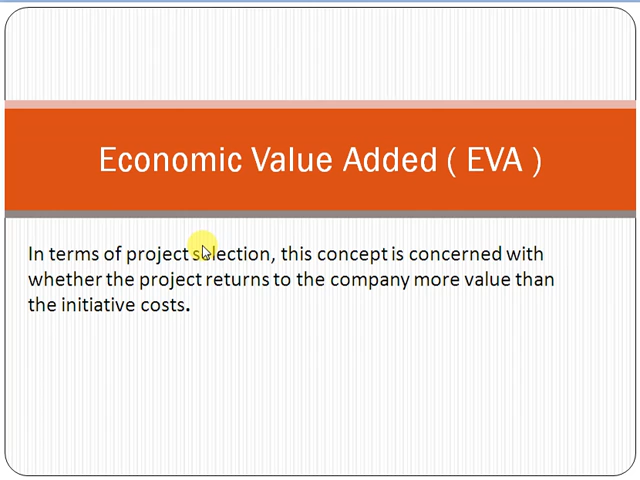 Economic Value Added ( EVA )
In terms of project selection, this concept is concerned with
whether the project returns to the company more value than
the initiative costs.